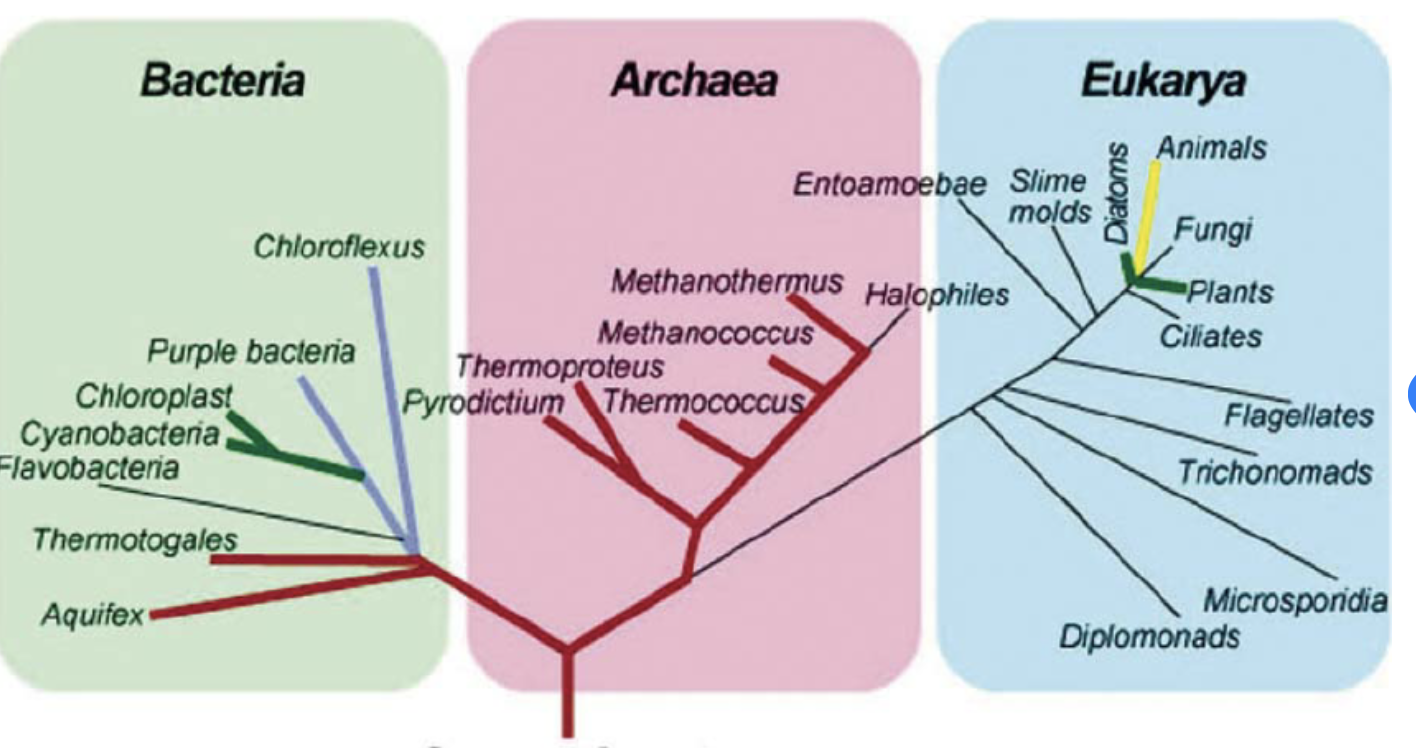 Bacteria
Archaea
Eukarya
Chloroflexus
Purple bacteria
Chloroplast
Cyanobacteria
Flavobacteria
Thermotogales
Aquifex
Methanothermus
Halophiles
Methanococcus
Thermoproteus
Pyrodictium
Thermococcus
Entoamoebae
Slime
molds
Diatoms
Animals
Fungi
Plants
Ciliates
Flagellates
Trichonomads
Microsporidia
Diplomonads